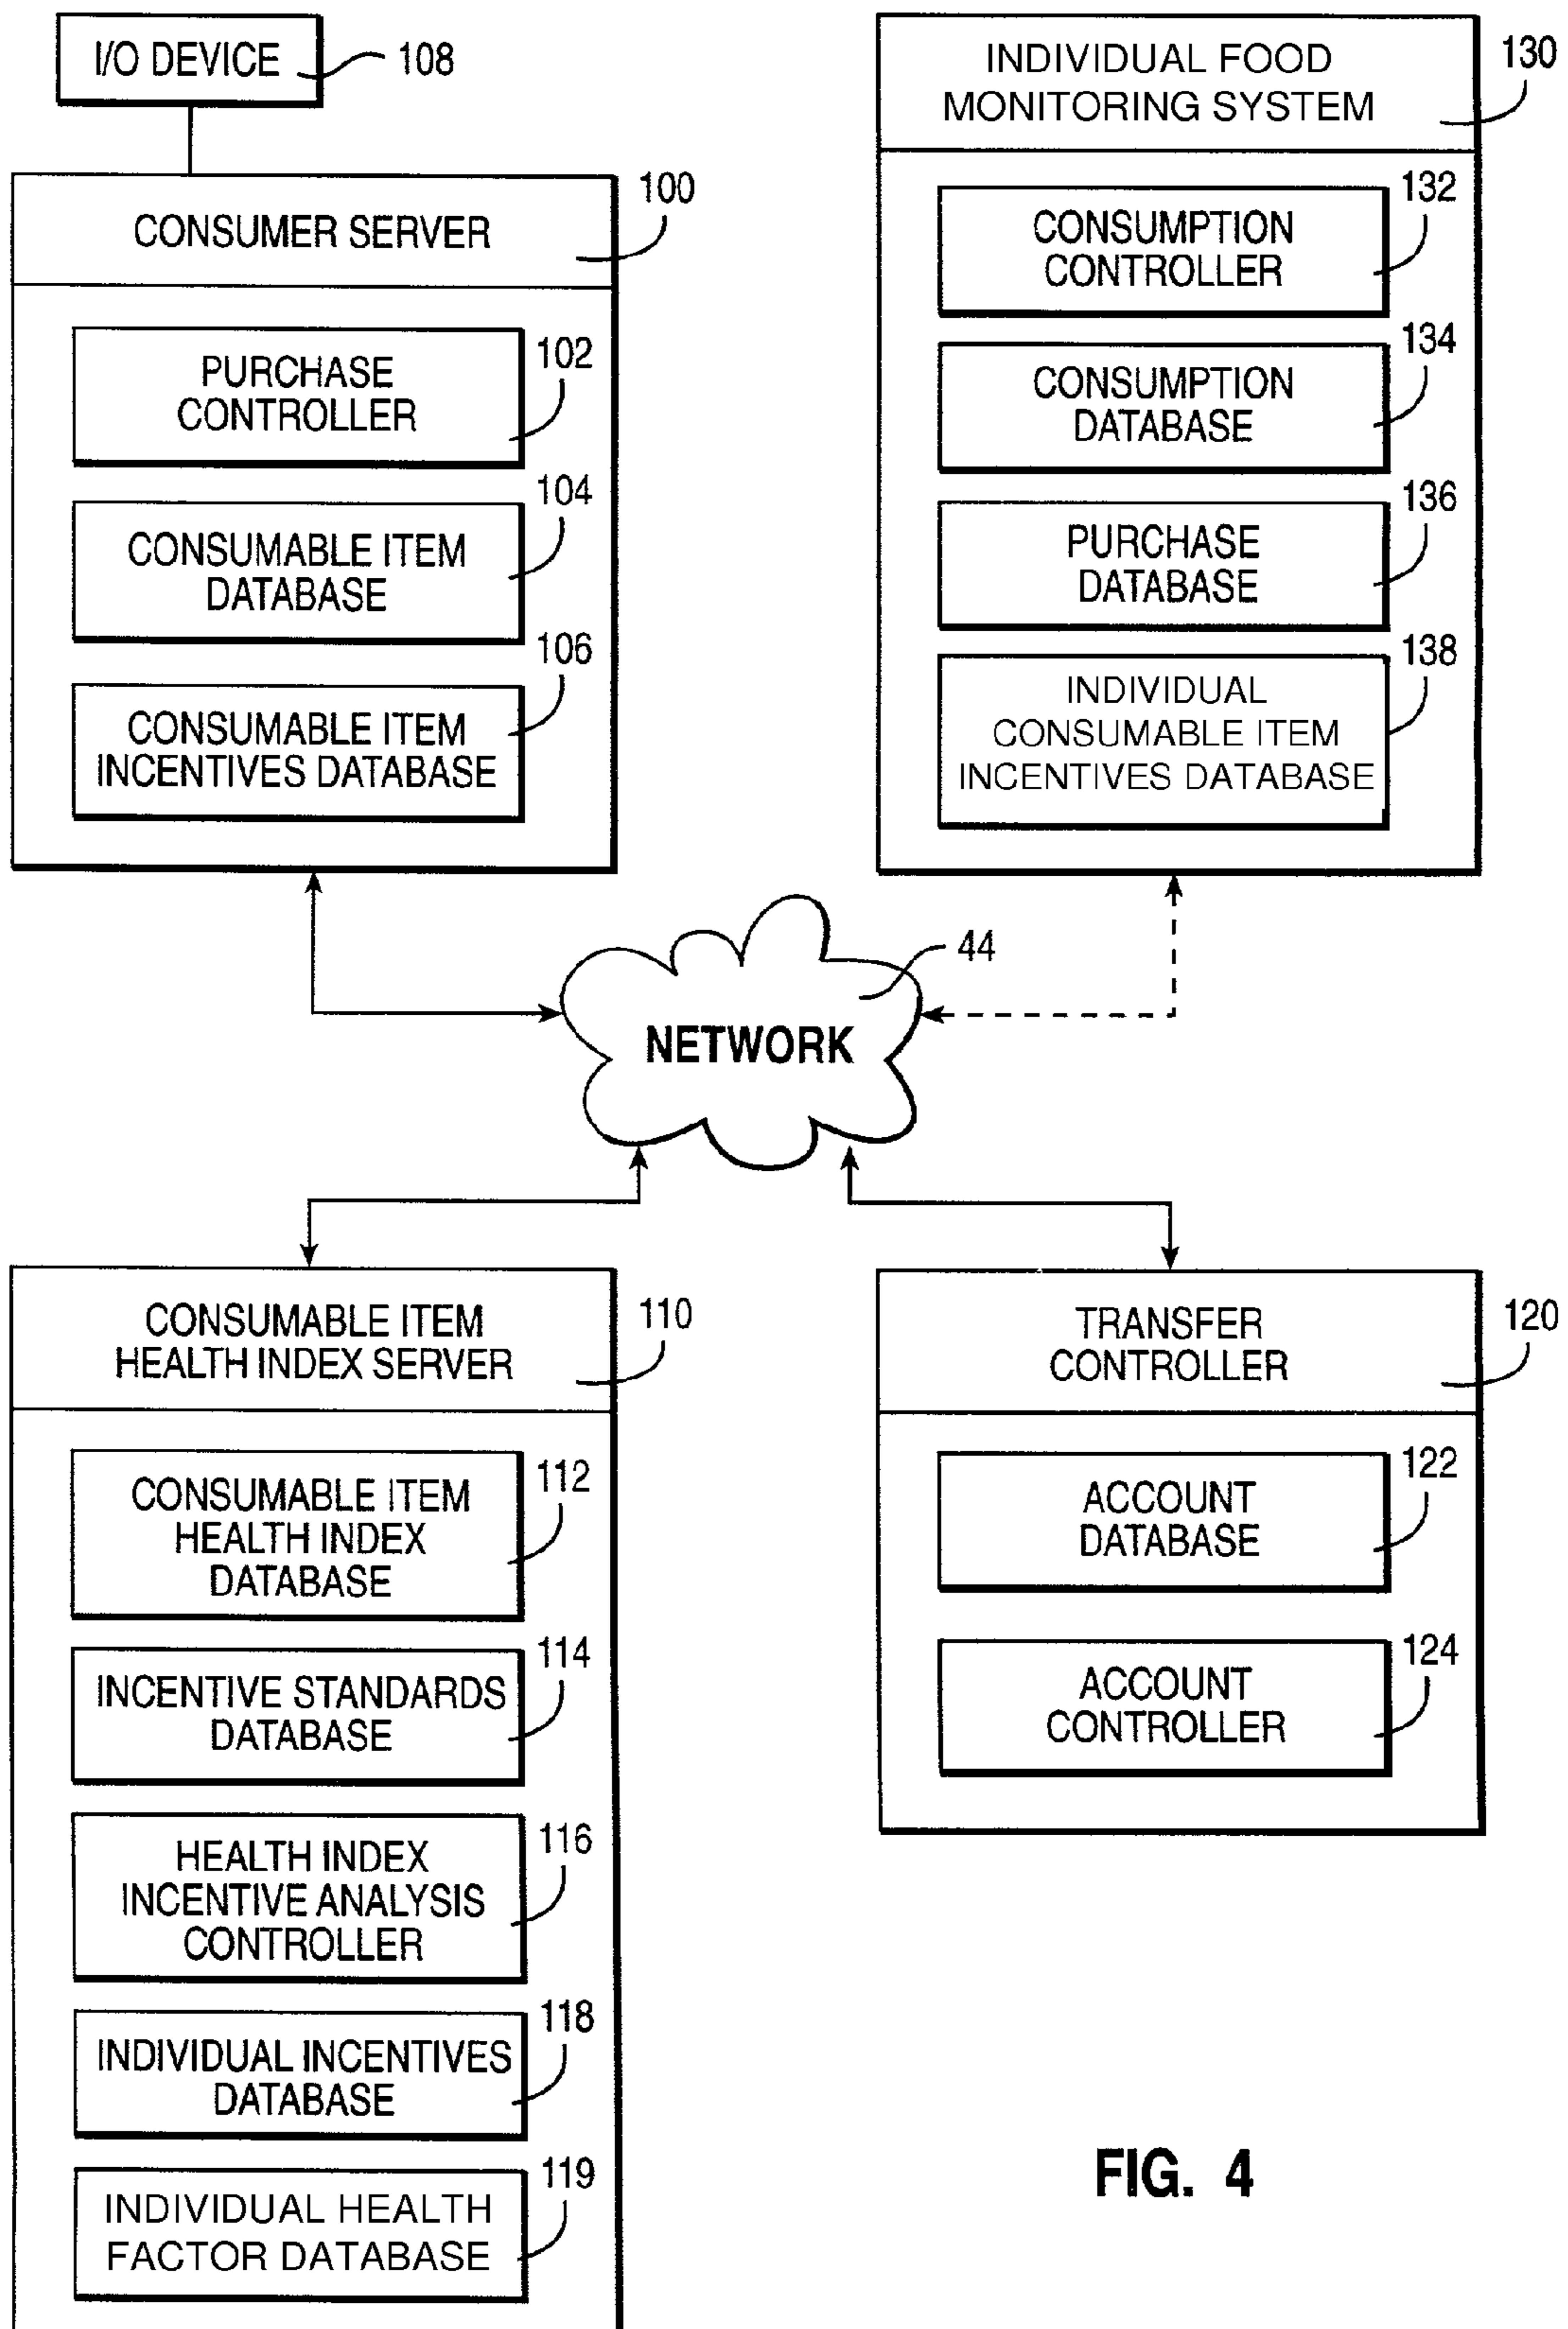 I/O DEVICE
108
CONSUMER SERVER
100
PURCHASE
CONTROLLER
102
CONSUMABLE ITEM
DATABASE
104
CONSUMABLE ITEM
INCENTIVES DATABASE
106
INDIVIDUAL FOOD
MONITORING SYSTEM
130
CONSUMPTION
CONTROLLER
132
CONSUMPTION
DATABASE
134
PURCHASE
DATABASE
136
INDIVIDUAL
CONSUMABLE ITEM
INCENTIVES DATABASE
138
NETWORK
44
CONSUMABLE ITEM
HEALTH INDEX SERVER
110
CONSUMABLE ITEM
HEALTH INDEX
DATABASE
112
INCENTIVE STANDARDS
DATABASE
114
HEALTH INDEX
INCENTIVE ANALYSIS
CONTROLLER
116
INDIVIDUAL INCENTIVES
DATABASE
118
INDIVIDUAL HEALTH
FACTOR DATABASE
119
TRANSFER
CONTROLLER
120
ACCOUNT
DATABASE
122
ACCOUNT
CONTROLLER
124
FIG. 4